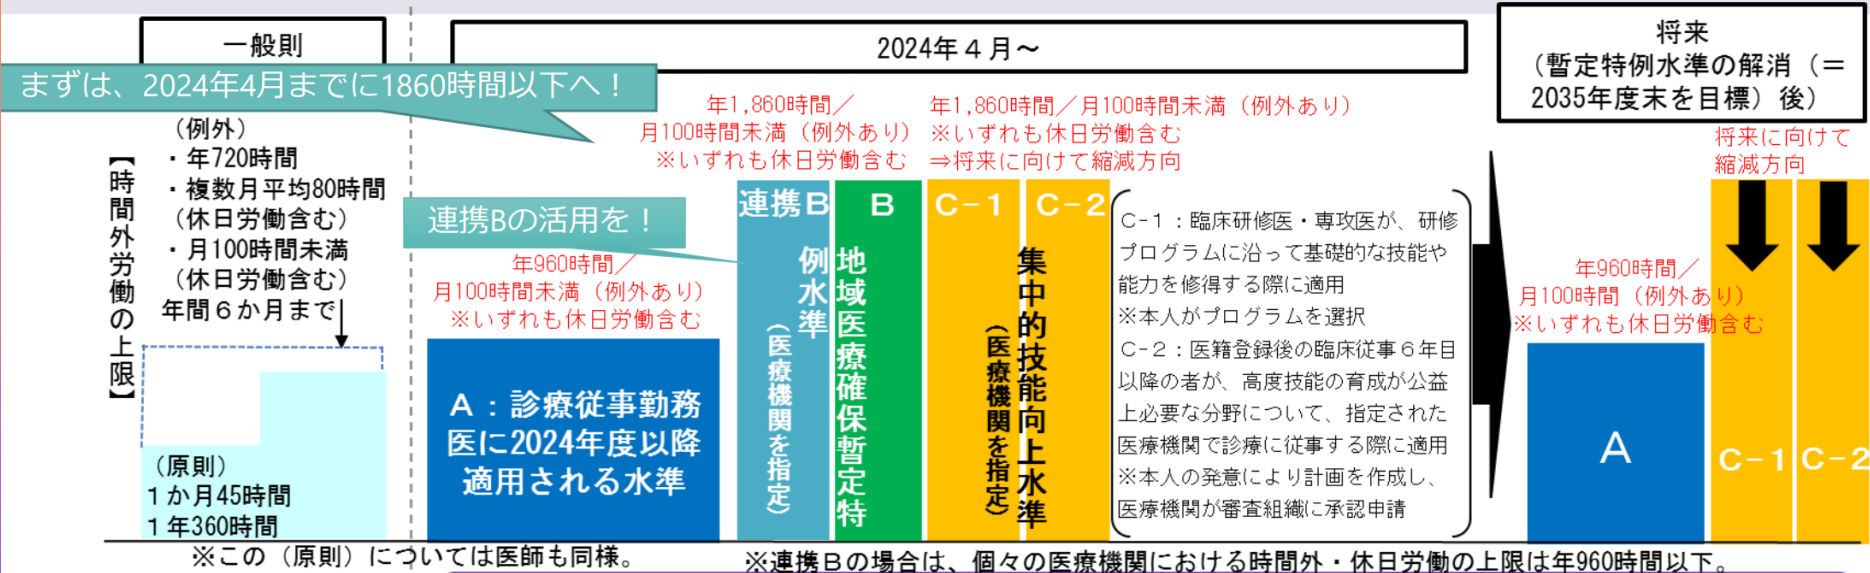 一般則
2024年４月～
将来
（暫定特例水準の解消（＝
2035年度末を目標）後）
まずは、2024年4月までに1860時間以下へ！
【時間外労働の上限】
（例外）
・年720時間
・複数月平均80時間
（休日労働含む）
・月100時間未満
（休日労働含む）
年間６か月まで
（原則）
１か月45時間
１年360時間
※この（原則）については医師も同様。
連携Bの活用を！
年960時間／
月100時間未満（例外あり）
※いずれも休日労働含む
Ａ：診療従事勤務
医に2024年度以降
適用される水準
年1,860時間／
月100時間未満（例外あり）
※いずれも休日労働含む
連携Ｂ
Ｂ
地域医療確保暫定特
例水準
（医療機関を指定）
年1,860時間／月100時間未満（例外あり）
※いずれも休日労働含む
⇒将来に向けて縮減方向
Ｃ－１
Ｃ－２
集中的技能向上水準
（医療機関を指定）
Ｃ－１：臨床研修医・専攻医が、研修
プログラムに沿って基礎的な技能や
能力を修得する際に適用
※本人がプログラムを選択
Ｃ－２：医籍登録後の臨床従事６年目
以降の者が、高度技能の育成が公益
上必要な分野について、指定された
医療機関で診療に従事する際に適用
※本人の発意により計画を作成し、
医療機関が審査組織に承認申請
※連携Ｂの場合は、個々の医療機関における時間外・休日労働の上限は年960時間以下。
年960時間／
月100時間（例外あり）
※いずれも休日労働含む
Ａ
将来に向けて
縮減方向
Ｃ－１
Ｃ－２